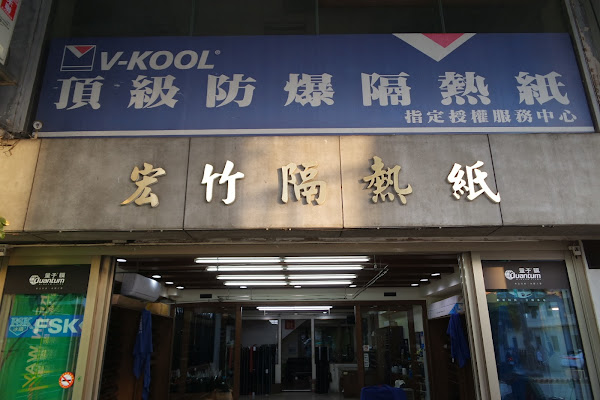 V-KOOL®
頂級防爆隔熱紙
指定授權服務中心
宏竹隔熱紙
Quantum
FSK
Quantum